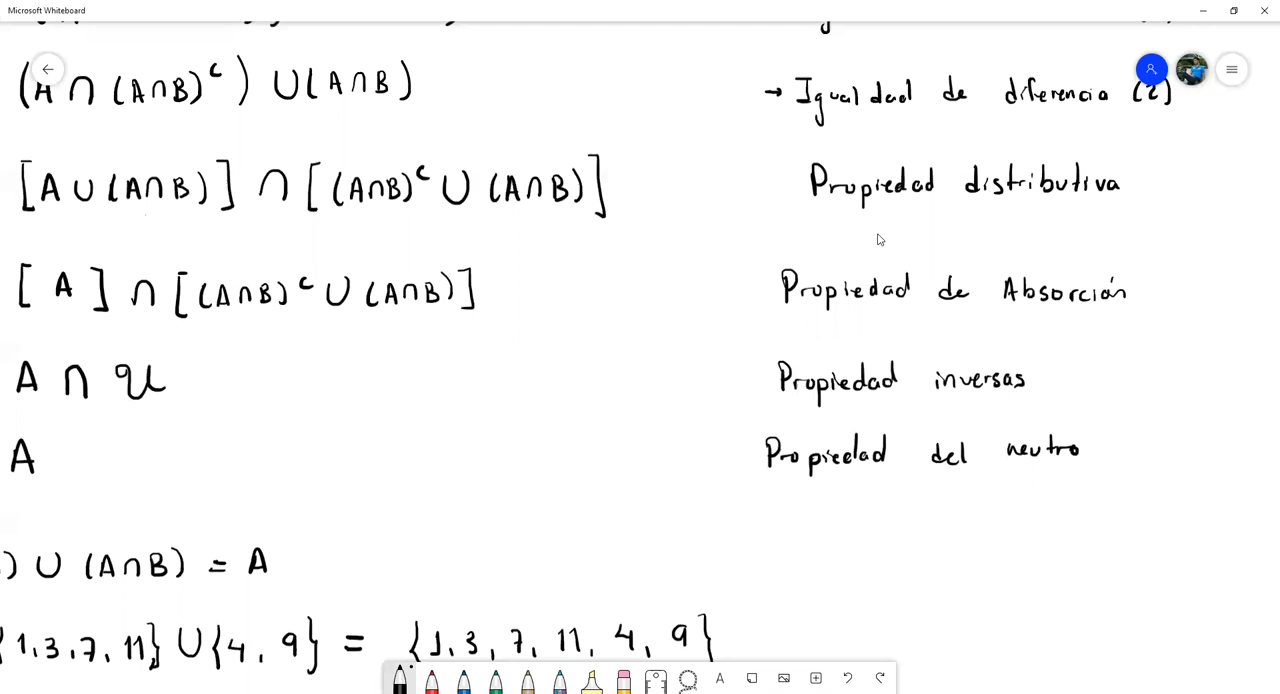 Microsoft Whiteboard
(A ∩ (A∩B)ᶜ) ∪ (A∩B) → Igualdad de diferencia (2)
[A ∪ (A∩B)] ∩ [(A∩B)ᶜ ∪ (A∩B)] Propiedad distributiva
[A] ∩ [(A∩B)ᶜ ∪ (A∩B)] Propiedad de Absorción
A ∩ 𝒰 Propiedad inversas
A Propiedad del neutro
) ∪ (A∩B) = A
{1,3,7,11} ∪ {4,9} = {1,3,7,11,4,9}
A